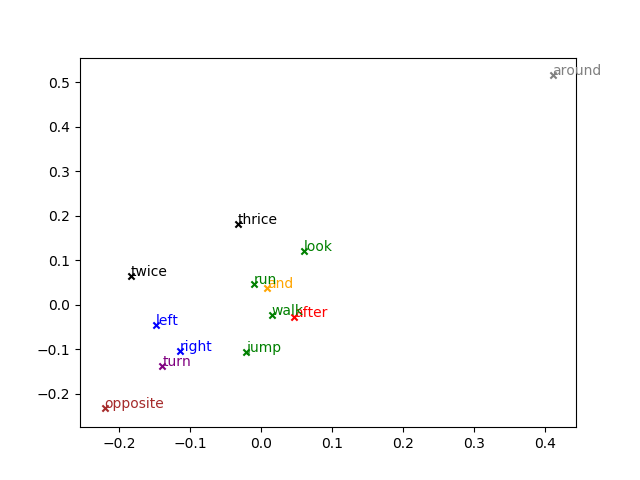 around
0.5
0.4
0.3
0.2
thrice
look
0.1
twice
run
and
0.0
walk
after
left
−0.1
right
jump
turn
−0.2
opposite
−0.2
−0.1
0.0
0.1
0.2
0.3
0.4